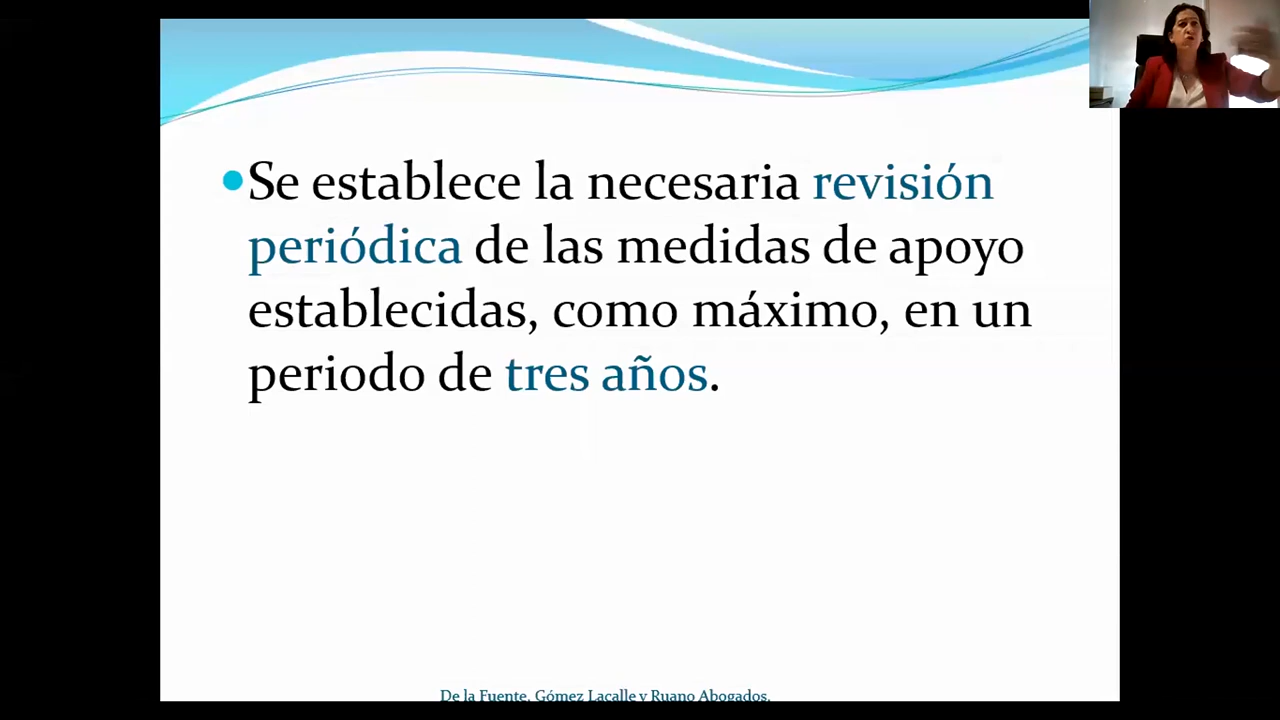 •Se establece la necesaria revisión
periódica de las medidas de apoyo
establecidas, como máximo, en un
periodo de tres años.
De la Fuente, Gómez Lacalle y Ruano Abogados.